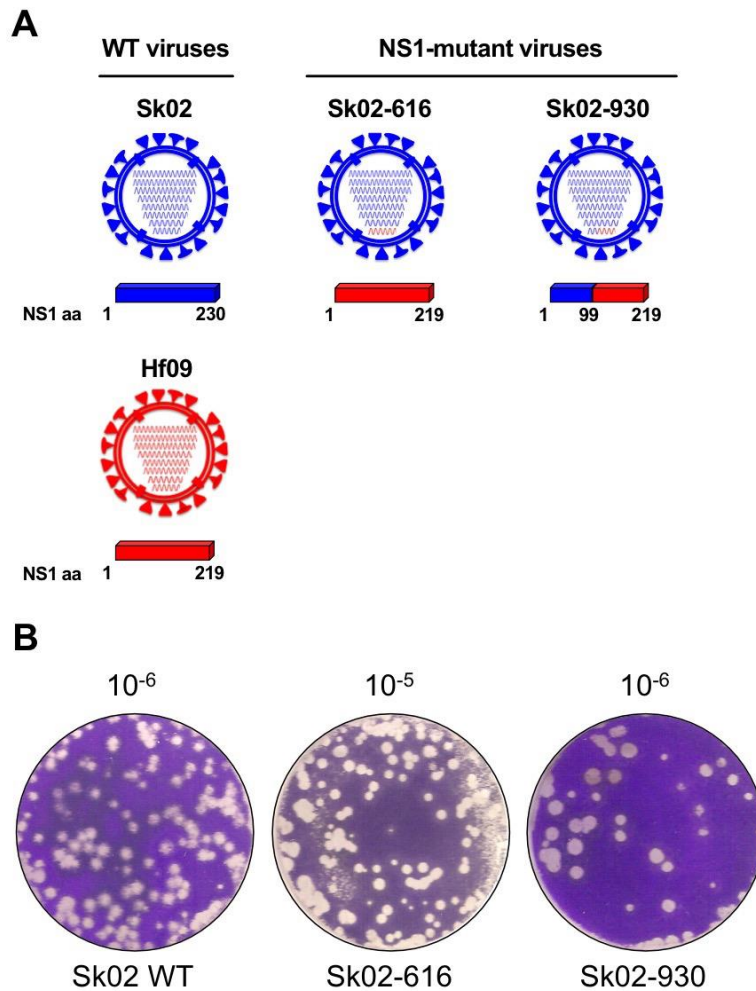 A
WT viruses
NS1-mutant viruses
Sk02
Sk02-616
Sk02-930
NS1 aa 1 230
1 219
1 99 219
Hf09
NS1 aa 1 219
B
10⁻⁶
10⁻⁵
10⁻⁶
Sk02 WT
Sk02-616
Sk02-930